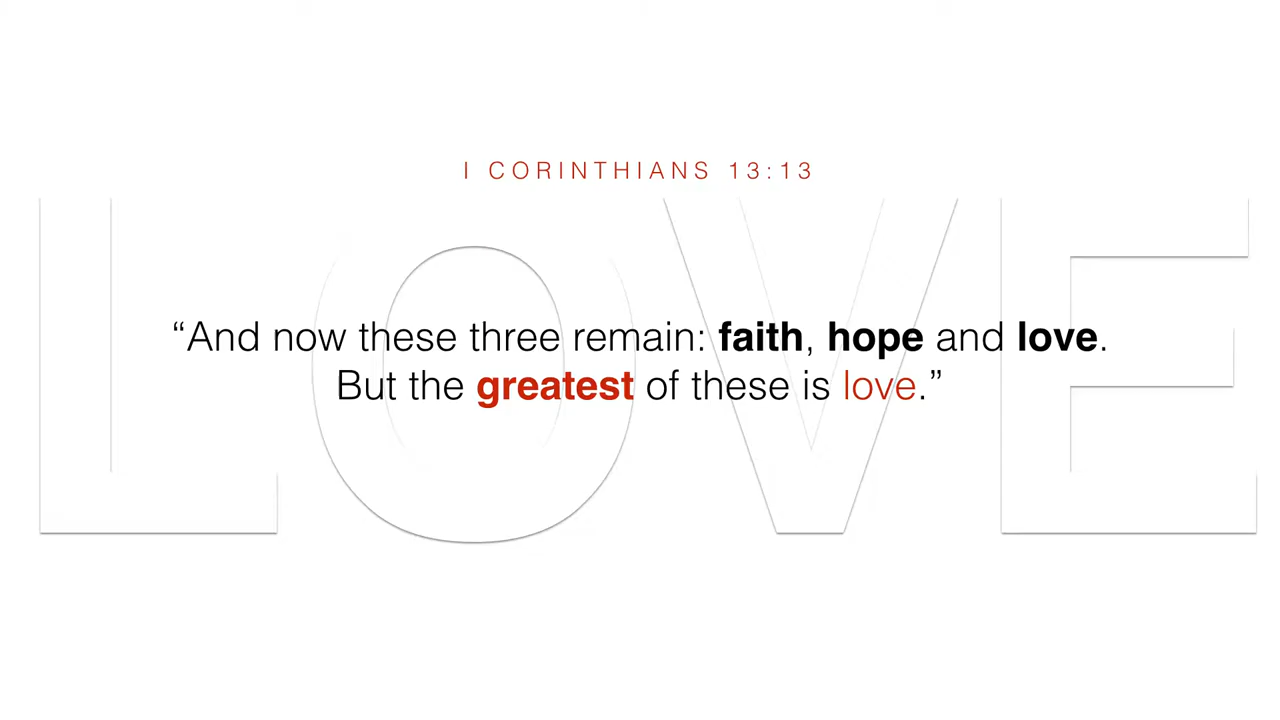 I CORINTHIANS 13:13
LOVE
“And now these three remain: faith, hope and love.
But the greatest of these is love.”